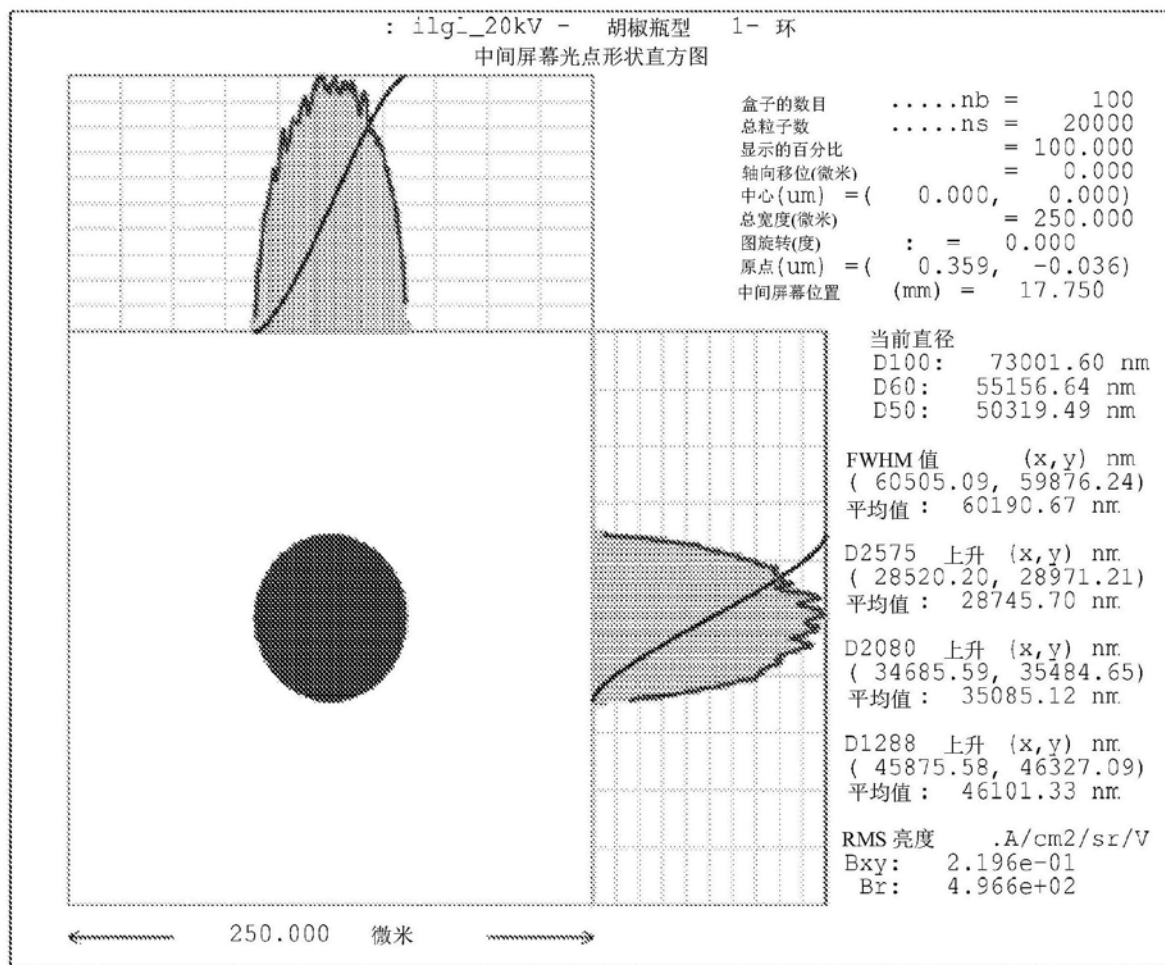 : ilg1_20kV - 胡椒瓶型 1- 环
中间屏幕光点形状直方图
盒子的数目 .....nb = 100
总粒子数 .....ns = 20000
显示的百分比 = 100.000
轴向移位(微米) = 0.000
中心(um) =( 0.000, 0.000)
总宽度(微米) = 250.000
图旋转(度) : = 0.000
原点(um) =( 0.359, -0.036)
中间屏幕位置 (mm) = 17.750
当前直径
D100: 73001.60 nm
D60: 55156.64 nm
D50: 50319.49 nm
FWHM 值 (x,y) nm
( 60505.09, 59876.24)
平均值 : 60190.67 nm
D2575 上升 (x,y) nm
( 28520.20, 28971.21)
平均值 : 28745.70 nm
D2080 上升 (x,y) nm
( 34685.59, 35484.65)
平均值 : 35085.12 nm
D1288 上升 (x,y) nm
( 45875.58, 46327.09)
平均值 : 46101.33 nm
RMS 亮度 .A/cm2/sr/V
Bxy: 2.196e-01
Br: 4.966e+02
250.000 微米